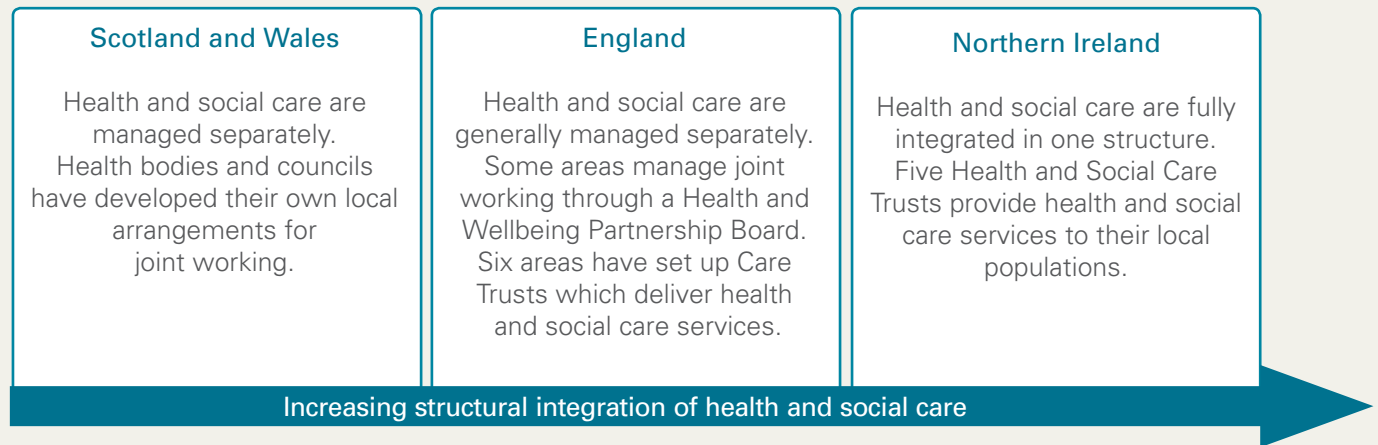 Scotland and Wales
Health and social care are
managed separately.
Health bodies and councils
have developed their own local
arrangements for
joint working.
England
Health and social care are
generally managed separately.
Some areas manage joint
working through a Health and
Wellbeing Partnership Board.
Six areas have set up Care
Trusts which deliver health
and social care services.
Northern Ireland
Health and social care are fully
integrated in one structure.
Five Health and Social Care
Trusts provide health and social
care services to their local
populations.
Increasing structural integration of health and social care